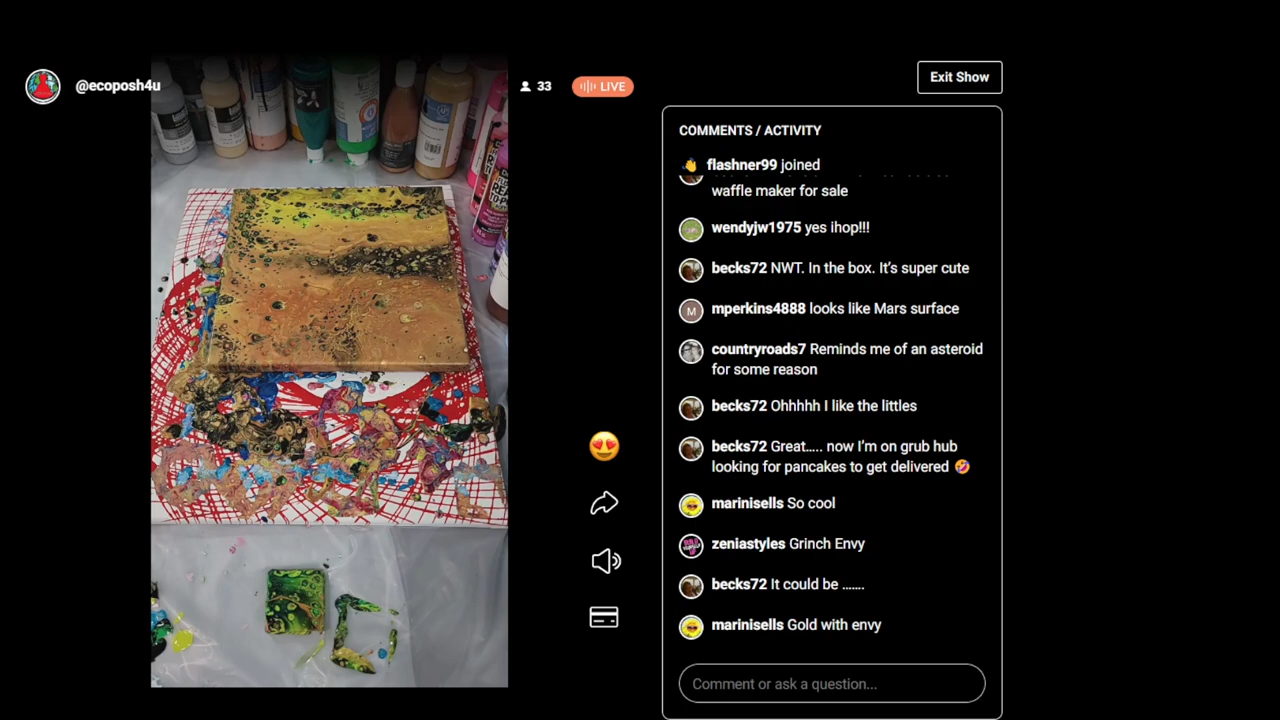 @ecoposh4u
33
LIVE
Exit Show
COMMENTS / ACTIVITY
flashner99 joined
waffle maker for sale
wendyjw1975 yes ihop!!!
becks72 NWT. In the box. It’s super cute
M
mperkins4888 looks like Mars surface
countryroads7 Reminds me of an asteroid
for some reason
becks72 Ohhhhh I like the littles
becks72 Great….. now I’m on grub hub
looking for pancakes to get delivered 🤣
marinisells So cool
zeniastyles Grinch Envy
becks72 It could be …….
marinisells Gold with envy
Comment or ask a question...